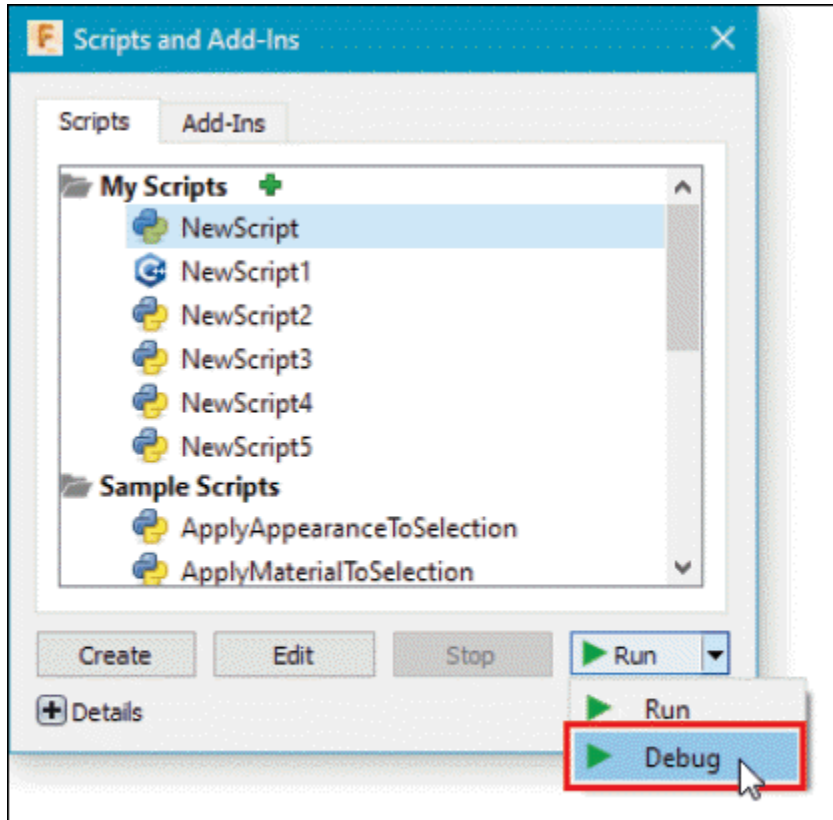 F Scripts and Add-Ins
Scripts Add-Ins
My Scripts
NewScript
C++ NewScript1
NewScript2
NewScript3
NewScript4
NewScript5
Sample Scripts
ApplyAppearanceToSelection
ApplyMaterialToSelection
Create Edit Stop Run
Details
Run
Debug